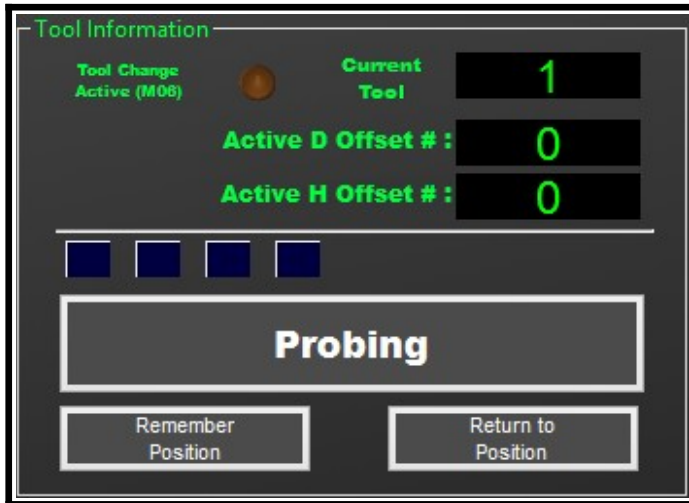 Tool Information
Tool Change
Active (M06)
Current
Tool
1
Active D Offset # :
0
Active H Offset # :
0
Probing
Remember
Position
Return to
Position